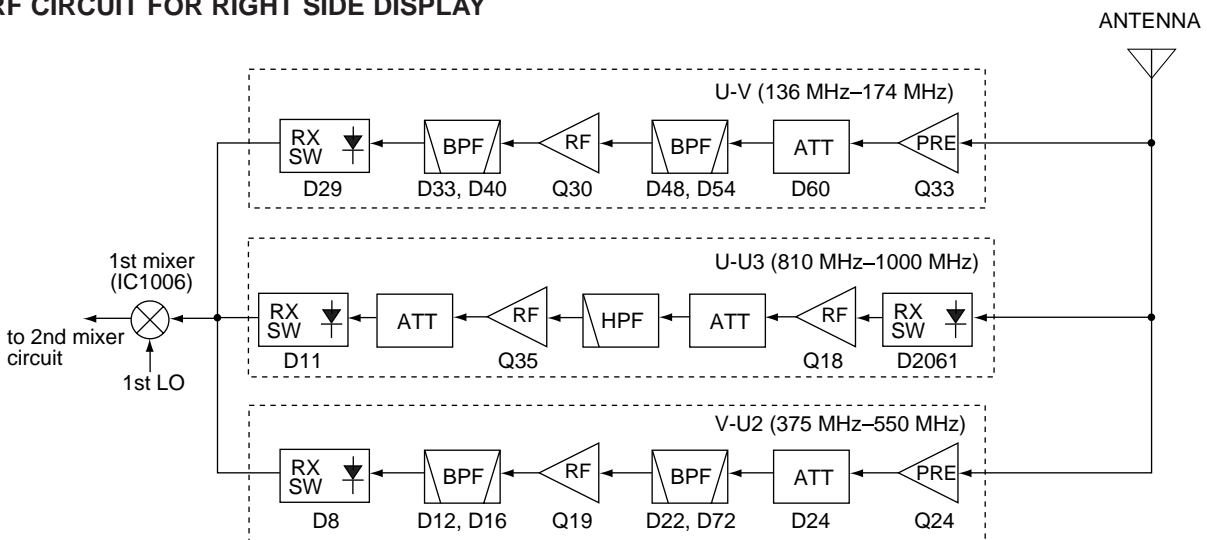 RF CIRCUIT FOR RIGHT SIDE DISPLAY
ANTENNA
U-V (136 MHz–174 MHz)
RX
SW
BPF
RF
BPF
ATT
PRE
D29
D33, D40
Q30
D48, D54
D60
Q33
1st mixer
(IC1006)
to 2nd mixer
circuit
1st LO
U-U3 (810 MHz–1000 MHz)
RX
SW
ATT
RF
HPF
ATT
RF
RX
SW
D11
Q35
Q18
D2061
V-U2 (375 MHz–550 MHz)
RX
SW
BPF
RF
BPF
ATT
PRE
D8
D12, D16
Q19
D22, D72
D24
Q24